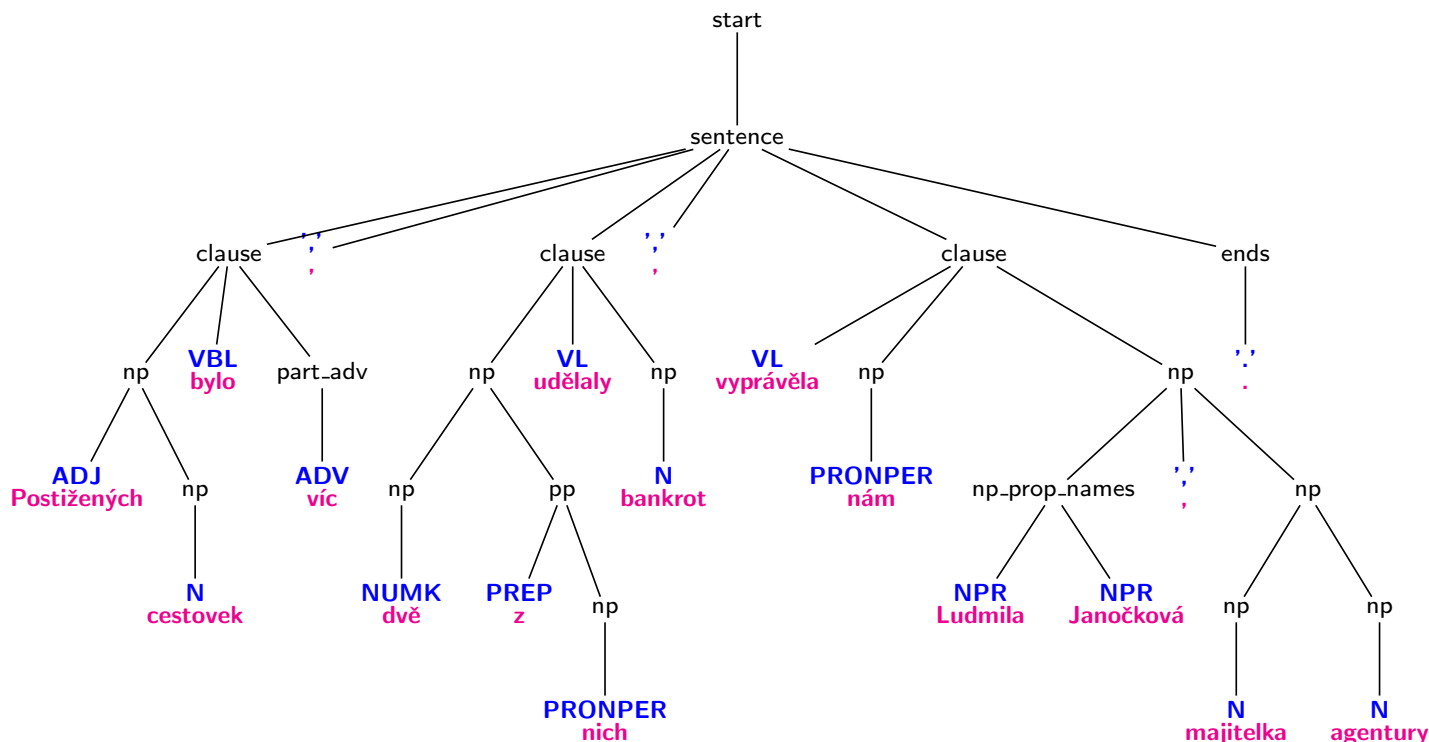 start
sentence
clause
','
,
clause
','
,
clause
ends
np
VBL
bylo
part_adv
np
VL
udělaly
np
VL
vyprávěla
np
np
'.'
.
ADJ
Postižených
np
ADV
víc
np
pp
N
bankrot
PRONPER
nám
np_prop_names
','
,
np
N
cestovek
NUMK
dvě
PREP
z
np
NPR
Ludmila
NPR
Janočková
np
np
PRONPER
nich
N
majitelka
N
agentury